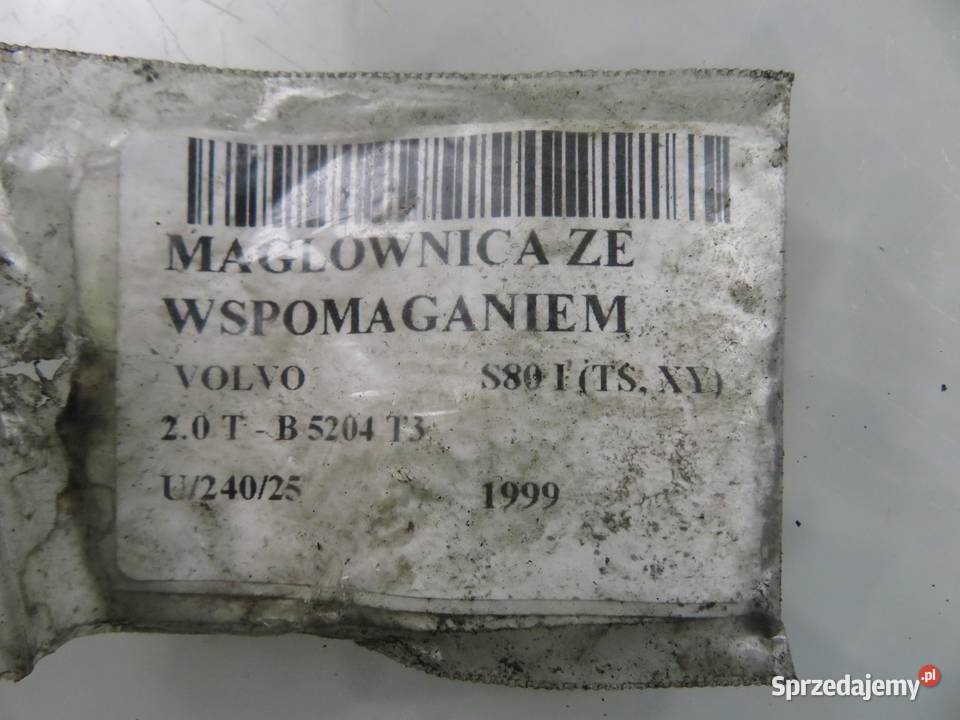 MAGLOWNICA ZE
WSPOMAGANIEM
VOLVO S80 I (TS, XY)
2.0 T - B 5204 T3
U/240/25 1999
Sprzedajemy.pl